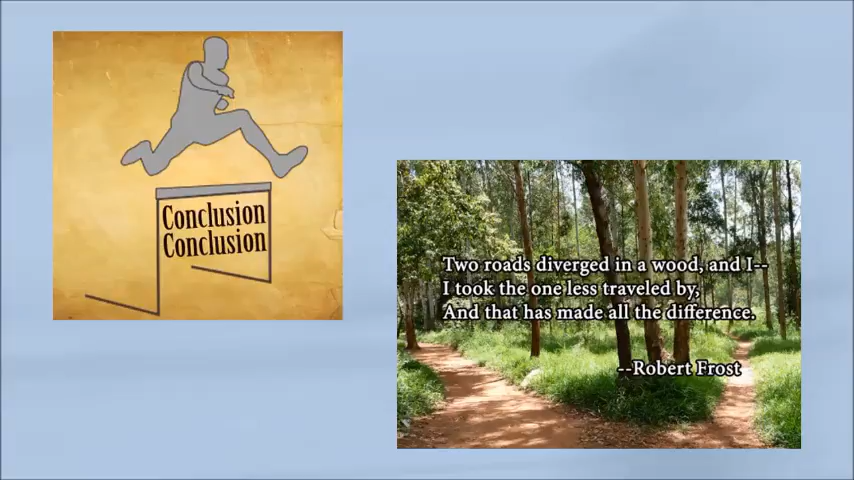 Conclusion
Conclusion
Two roads diverged in a wood, and I--
I took the one less traveled by,
And that has made all the difference.
--Robert Frost